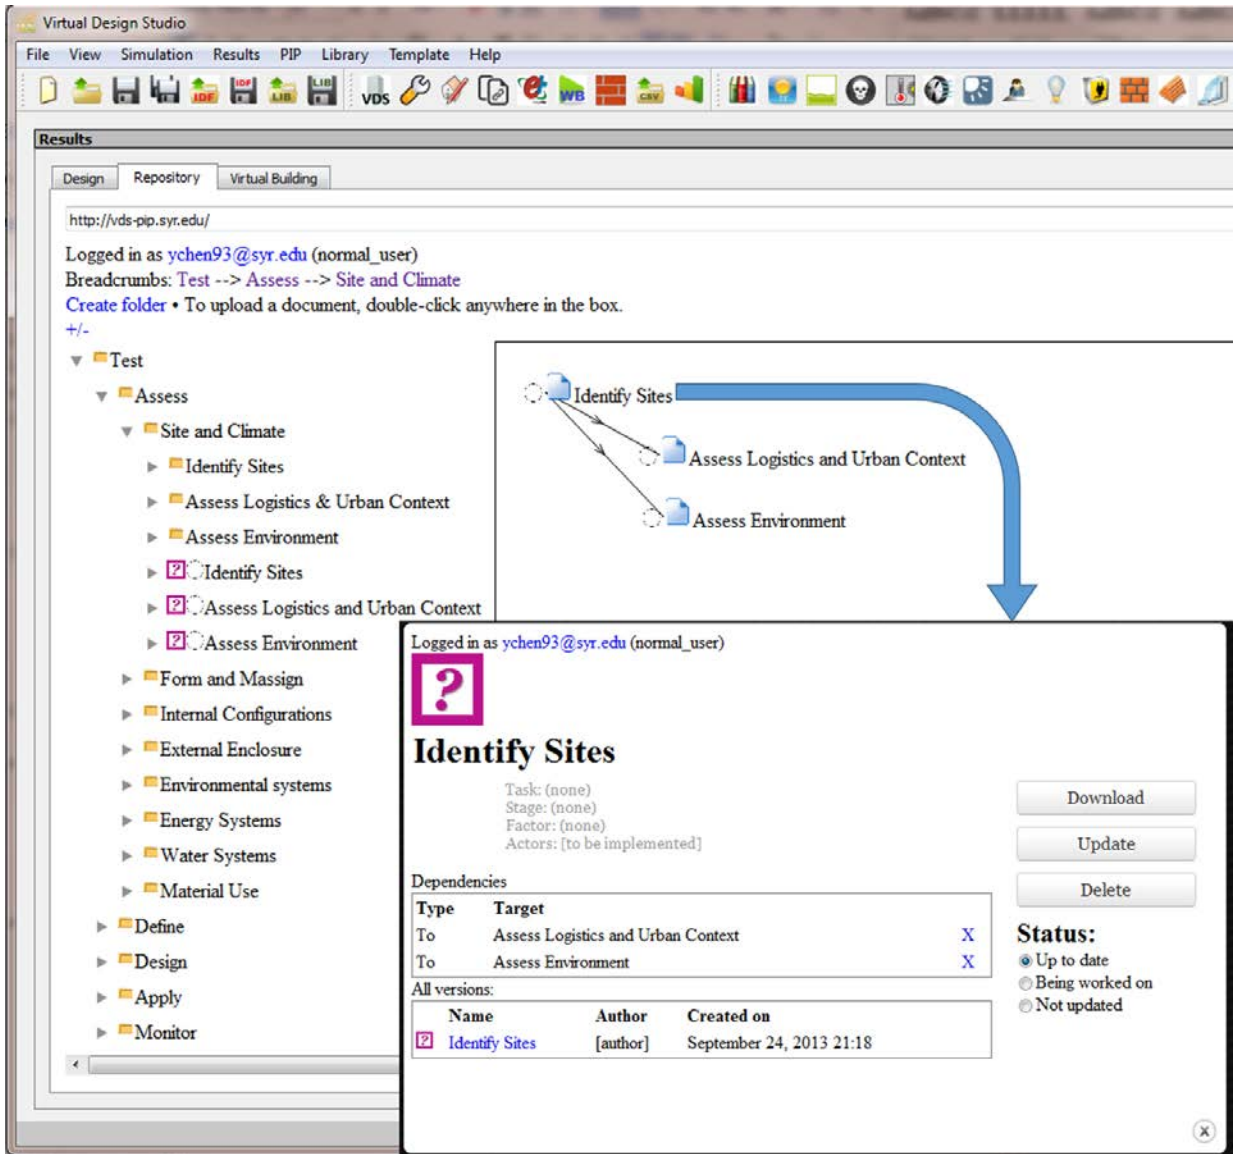 Virtual Design Studio
File View Simulation Results PIP Library Template Help
IDF IDF LIB LIB VDS WB CSV
Results
Design Repository Virtual Building
http://vds-pip.syr.edu/
Logged in as ychen93@syr.edu (normal_user)
Breadcrumbs: Test --> Assess --> Site and Climate
Create folder • To upload a document, double-click anywhere in the box.
+/-
Test
Assess
Site and Climate
Identify Sites
Assess Logistics & Urban Context
Assess Environment
? Identify Sites
? Assess Logistics and Urban Context
? Assess Environment
Form and Massign
Internal Configurations
External Enclosure
Environmental systems
Energy Systems
Water Systems
Material Use
Define
Design
Apply
Monitor
Identify Sites
Assess Logistics and Urban Context
Assess Environment
Logged in as ychen93@syr.edu (normal_user)
?
Identify Sites
Task: (none)
Stage: (none)
Factor: (none)
Actors: [to be implemented]
Download
Update
Delete
Dependencies
Type Target
To Assess Logistics and Urban Context X
To Assess Environment X
Status:
Up to date
Being worked on
Not updated
All versions:
Name Author Created on
? Identify Sites [author] September 24, 2013 21:18
x